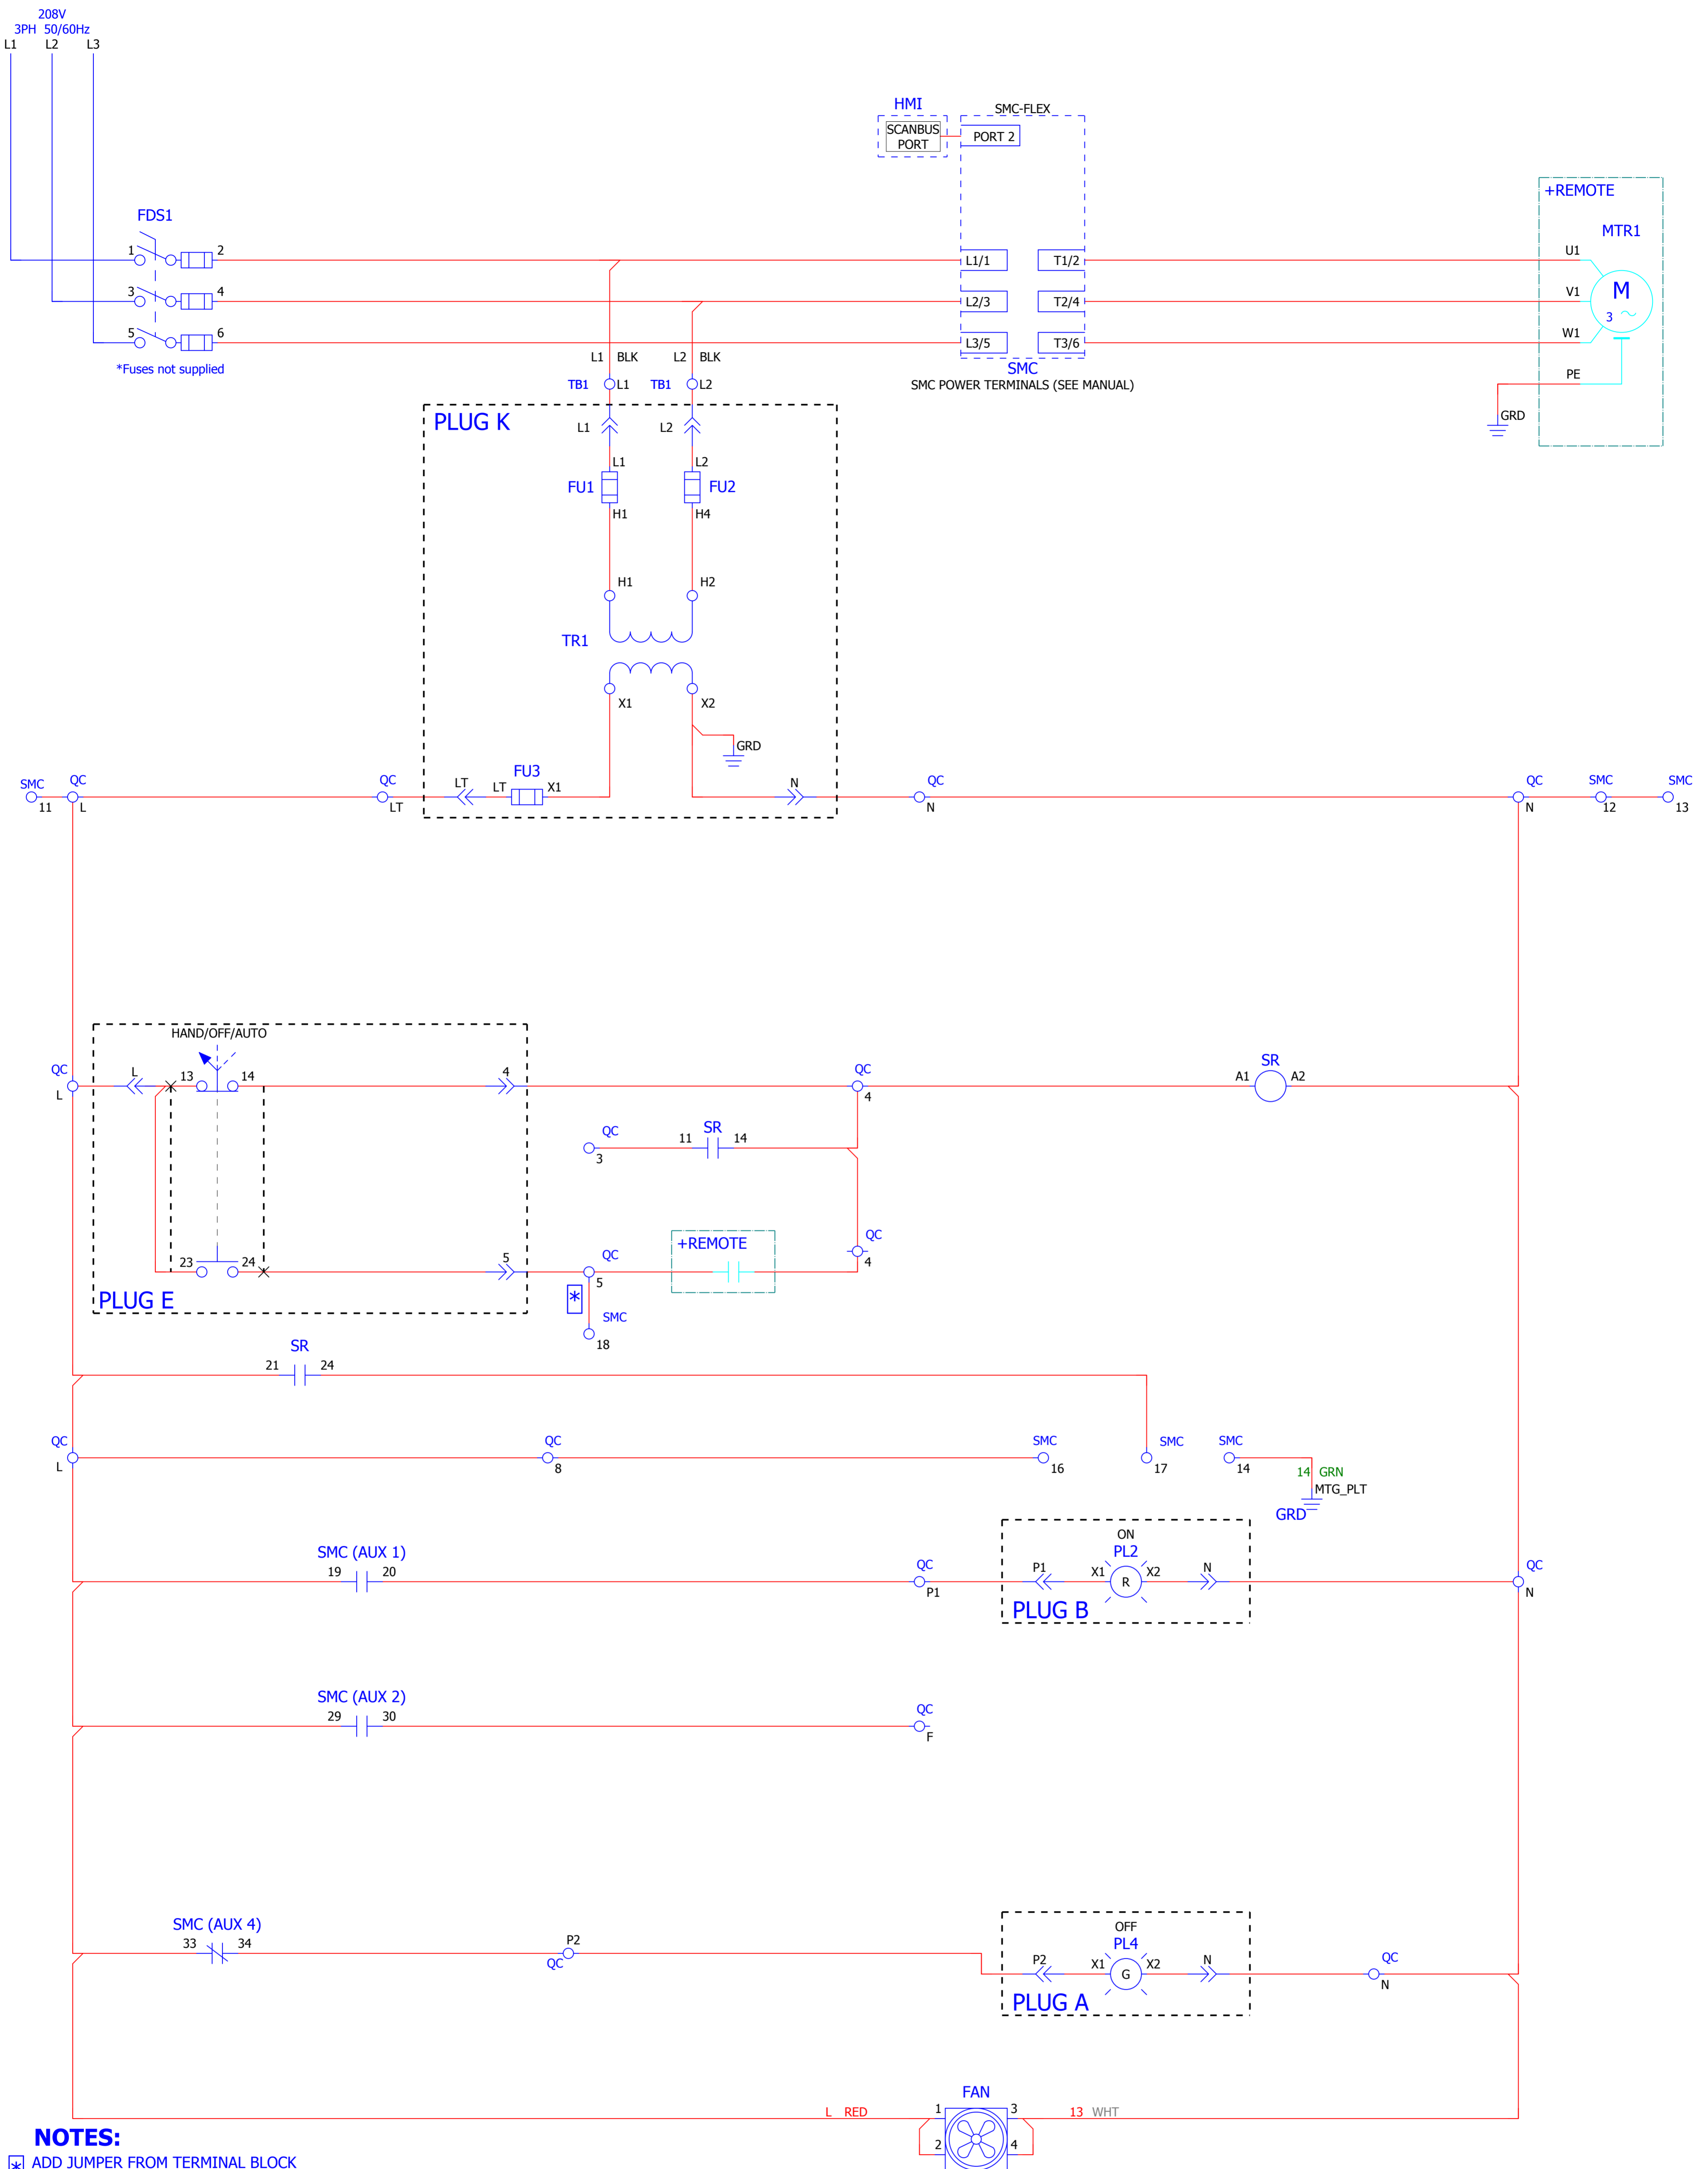 208V
3PH 50/60Hz
L1 L2 L3
HMI
SMC-FLEX
SCANBUS
PORT
PORT 2
+REMOTE
FDS1
MTR1
1 2
L1/1 T1/2
U1
3 4
L2/3 T2/4
V1
M
3
5 6
L3/5 T3/6
W1
*Fuses not supplied
L1 BLK L2 BLK
SMC
SMC POWER TERMINALS (SEE MANUAL)
PE
TB1 L1 TB1 L2
GRD
PLUG K
L1 L2
L1 L2
FU1 FU2
H1 H4
H1 H2
TR1
X1 X2
GRD
SMC QC QC
LT LT FU3 X1
N QC
QC SMC SMC
11 L LT
N
N 12 13
HAND/OFF/AUTO
QC L 13 14 4
QC
SR
A1 A2
L
4
QC
11 SR 14
3
+REMOTE
QC
23 24 5
QC
5
4
PLUG E
*
SMC
18
SR
21 24
QC QC SMC SMC SMC
L 8 16 17 14
14 GRN
MTG_PLT
GRD
ON
SMC (AUX 1)
19 20
QC
P1
PL2
P1 X1 R X2 N
QC
N
PLUG B
SMC (AUX 2)
29 30
QC
F
SMC (AUX 4)
33 34
P2
QC
OFF
PL4
P2 X1 G X2 N
QC
N
PLUG A
FAN
L RED 1 3 13 WHT
2 4
NOTES:
* ADD JUMPER FROM TERMINAL BLOCK